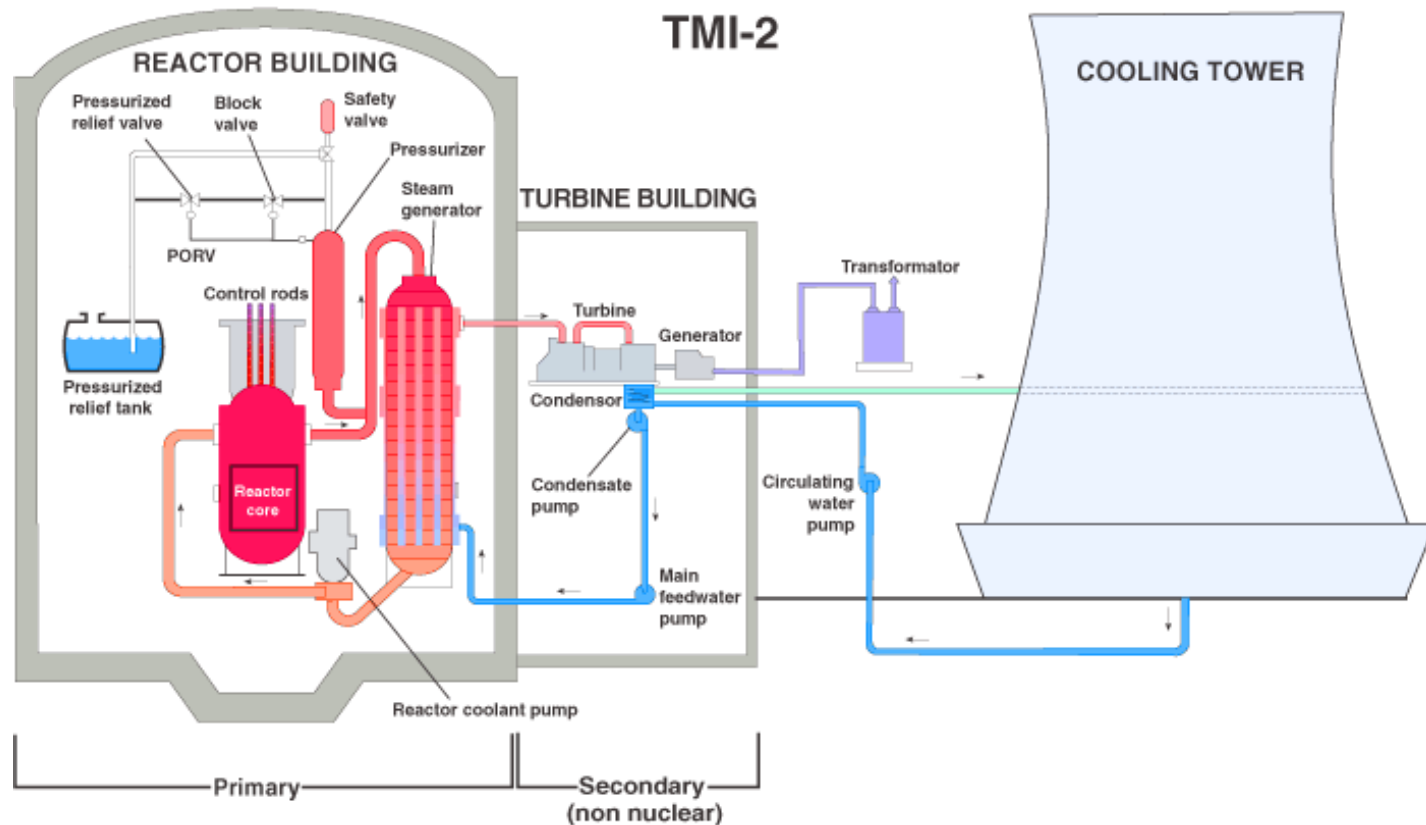 TMI-2
REACTOR BUILDING
COOLING TOWER
Pressurized
relief valve
Block
valve
Safety
valve
Pressurizer
Steam
generator
TURBINE BUILDING
PORV
Control rods
Transformator
Turbine
Generator
Pressurized
relief tank
Condensor
Reactor
core
Condensate
pump
Circulating
water
pump
Main
feedwater
pump
Reactor coolant pump
Primary
Secondary
(non nuclear)